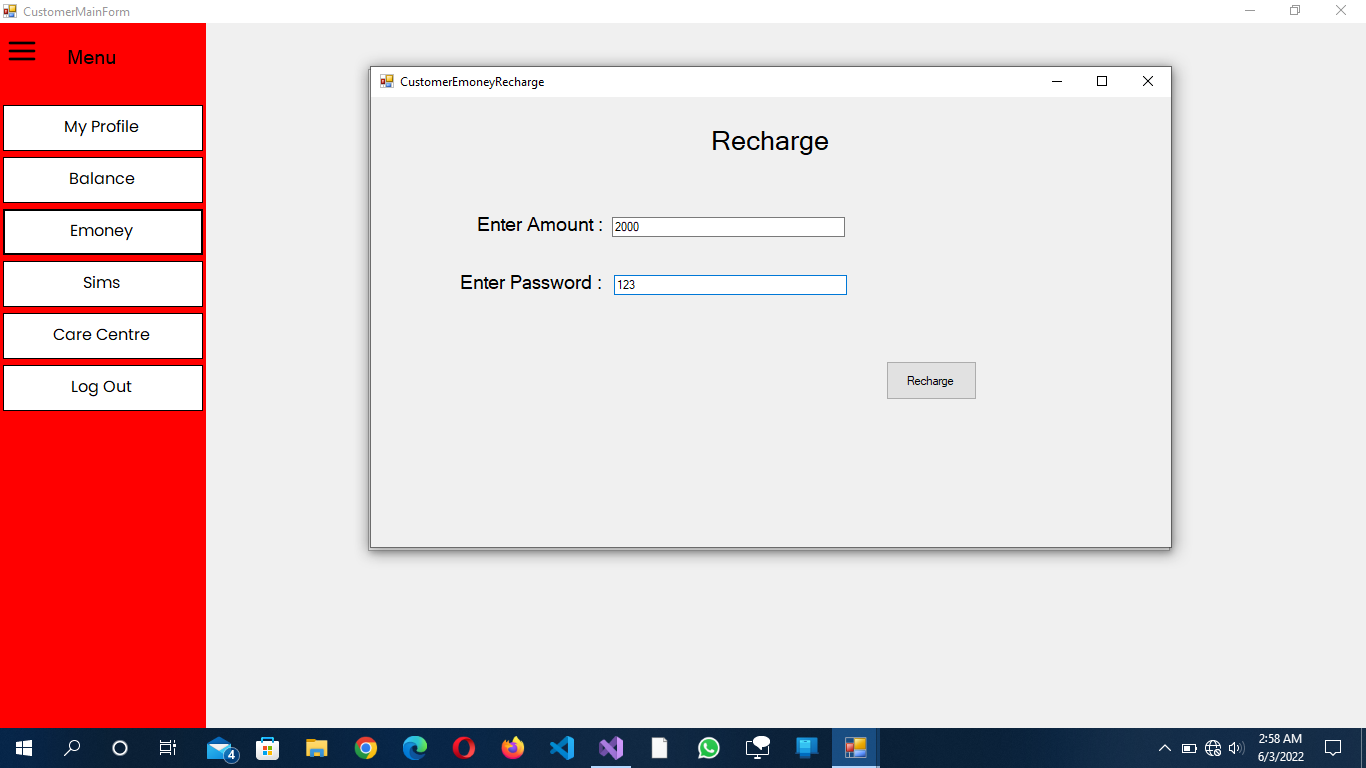 CustomerMainForm
Menu
My Profile
Balance
Emoney
Sims
Care Centre
Log Out
CustomerEmoneyRecharge
Recharge
Enter Amount : 2000
Enter Password : 123
Recharge
4
2:58 AM
6/3/2022